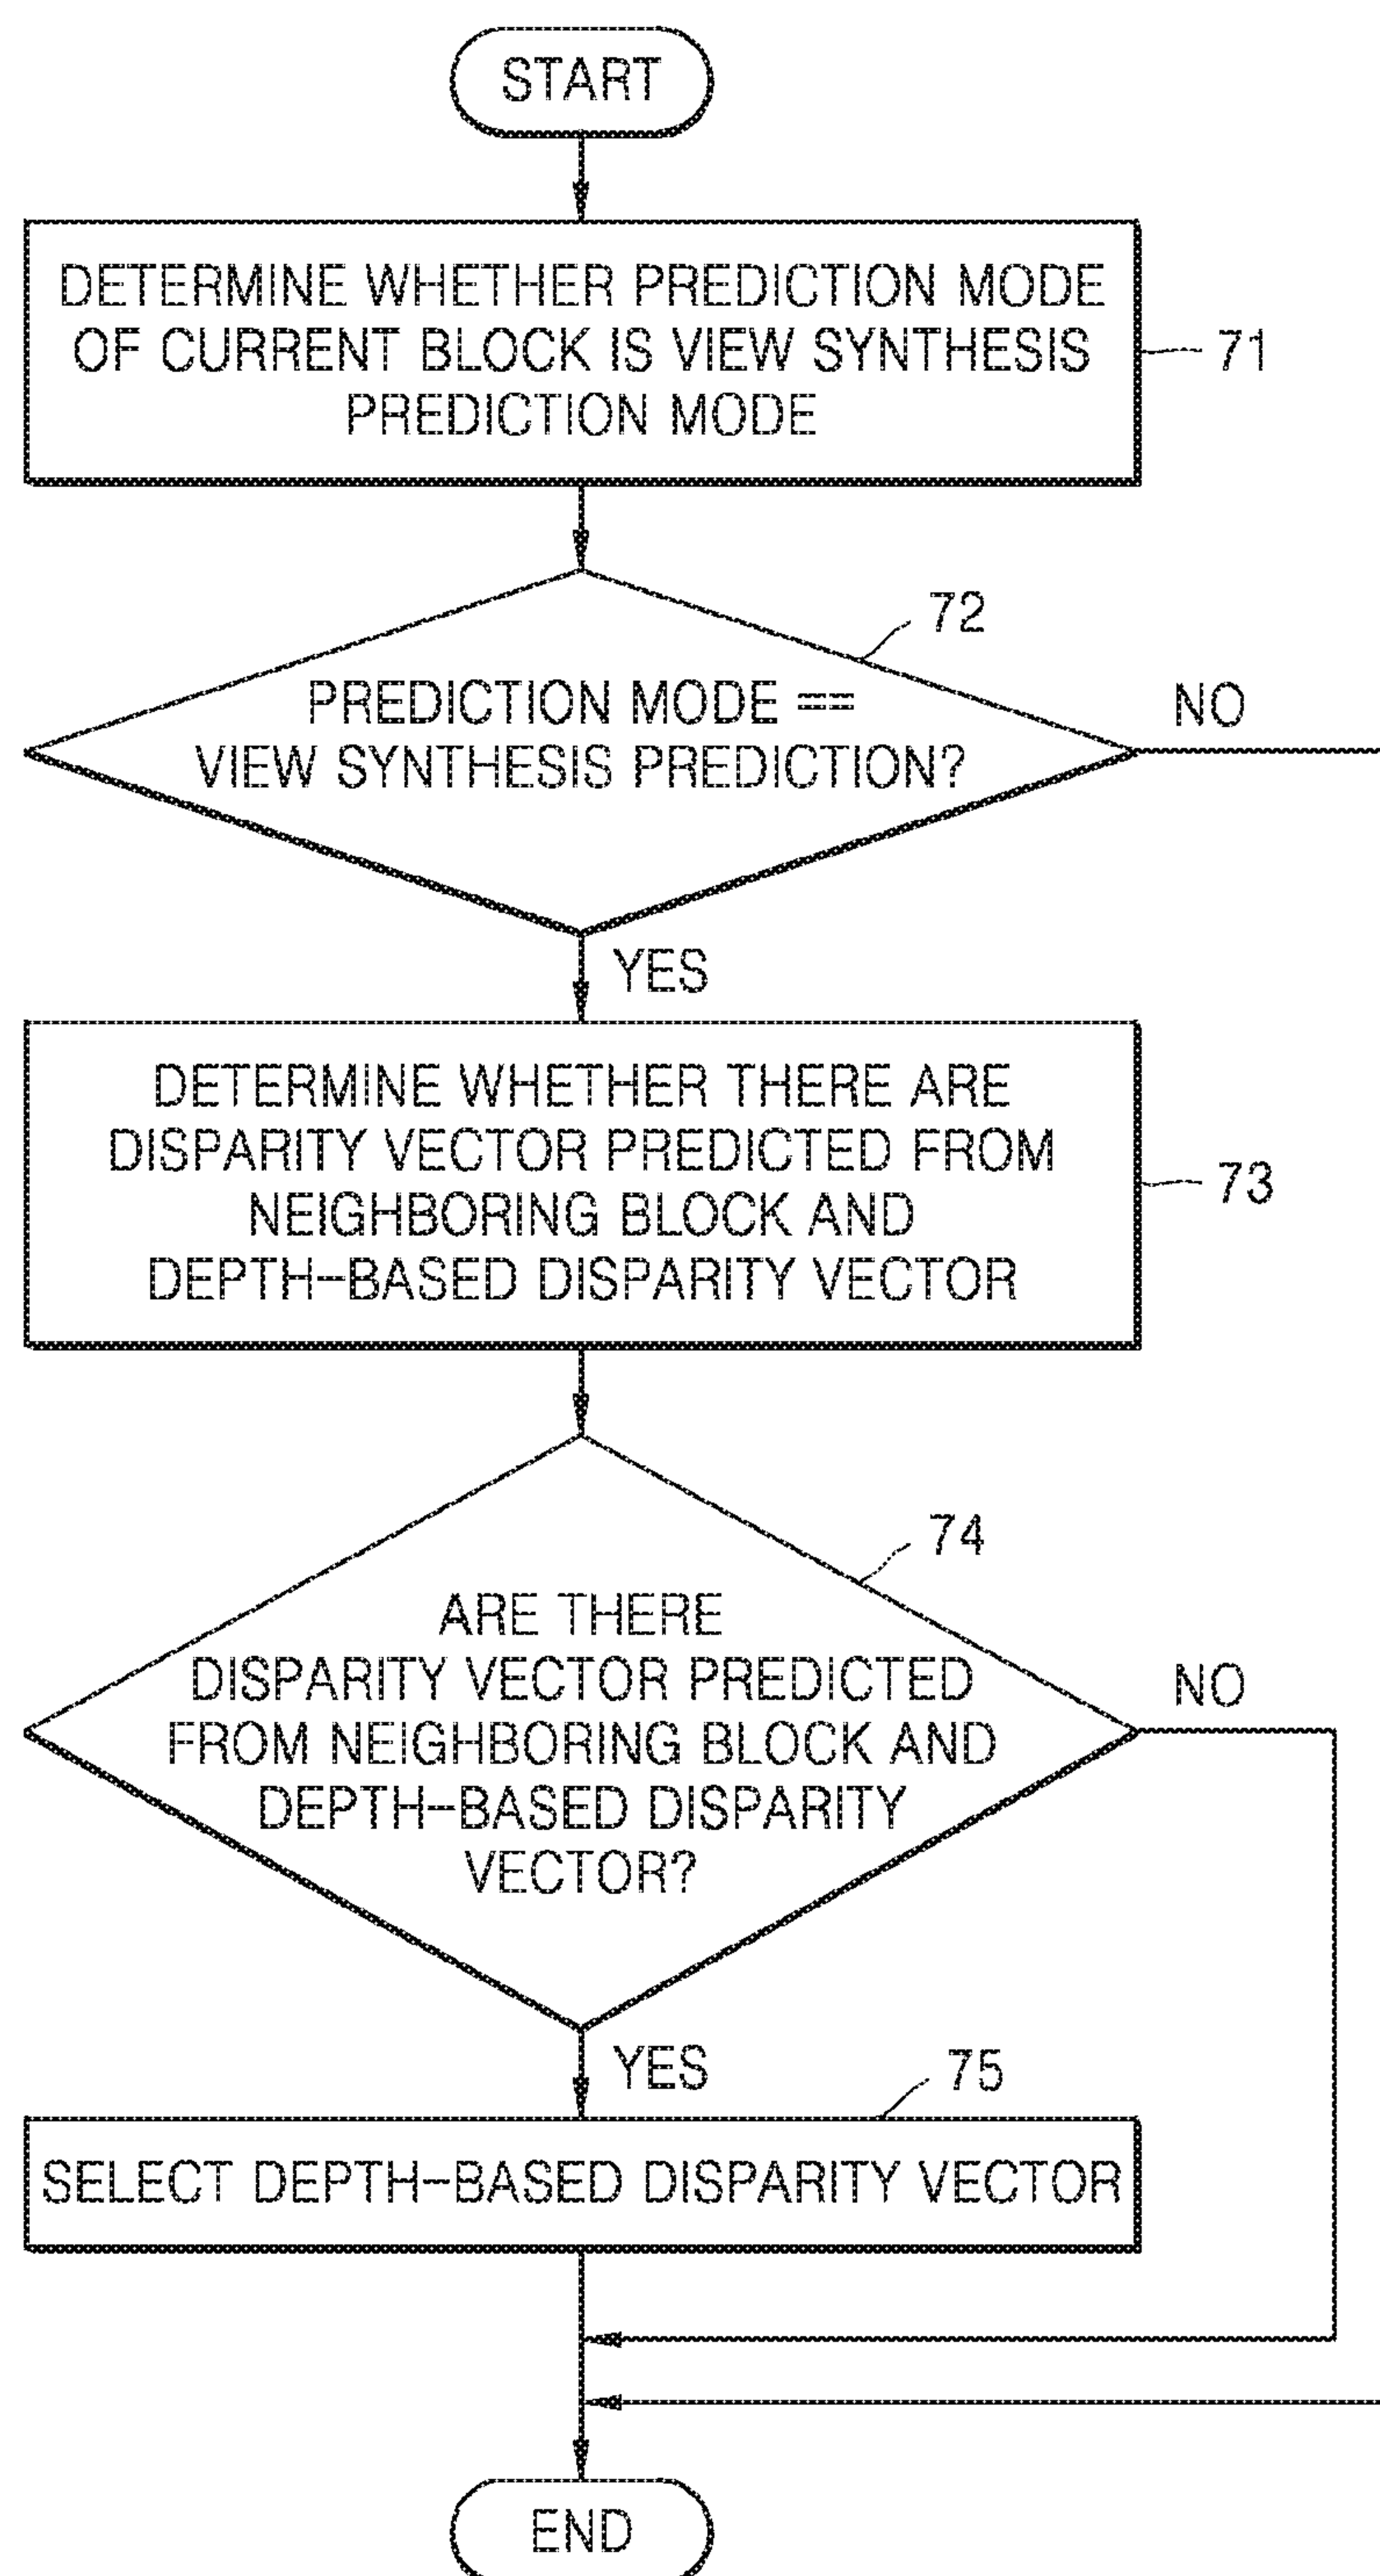 START
DETERMINE WHETHER PREDICTION MODE
OF CURRENT BLOCK IS VIEW SYNTHESIS
PREDICTION MODE
71
72
PREDICTION MODE ==
VIEW SYNTHESIS PREDICTION?
NO
YES
DETERMINE WHETHER THERE ARE
DISPARITY VECTOR PREDICTED FROM
NEIGHBORING BLOCK AND
DEPTH-BASED DISPARITY VECTOR
73
74
ARE THERE
DISPARITY VECTOR PREDICTED
FROM NEIGHBORING BLOCK AND
DEPTH-BASED DISPARITY
VECTOR?
NO
YES
75
SELECT DEPTH-BASED DISPARITY VECTOR
END